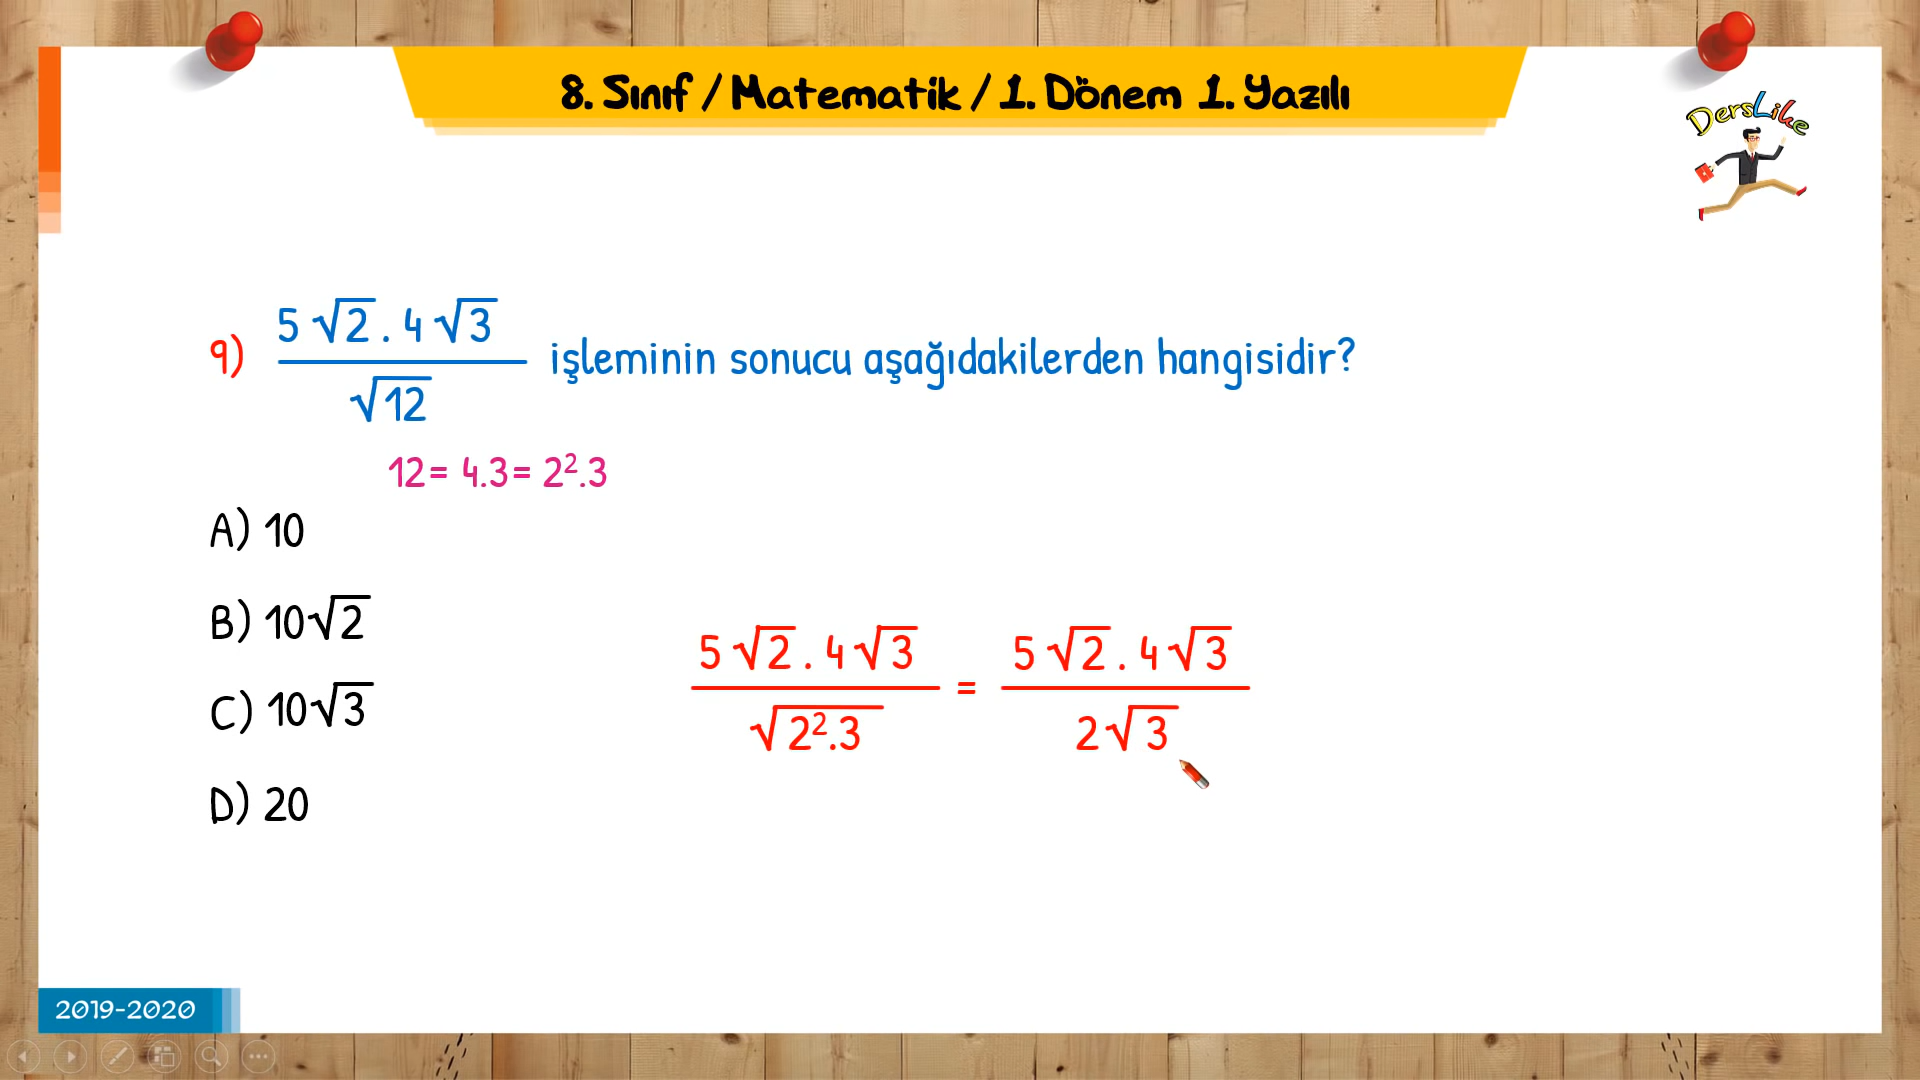 8. Sınıf / Matematik / 1. Dönem 1. Yazılı
DersLike
9) 5 √2 . 4 √3 / √12 işleminin sonucu aşağıdakilerden hangisidir?
12= 4.3= 2².3
A) 10
B) 10√2
C) 10√3
D) 20
5 √2 . 4 √3 / √2².3 = 5 √2 . 4 √3 / 2 √3
2019-2020